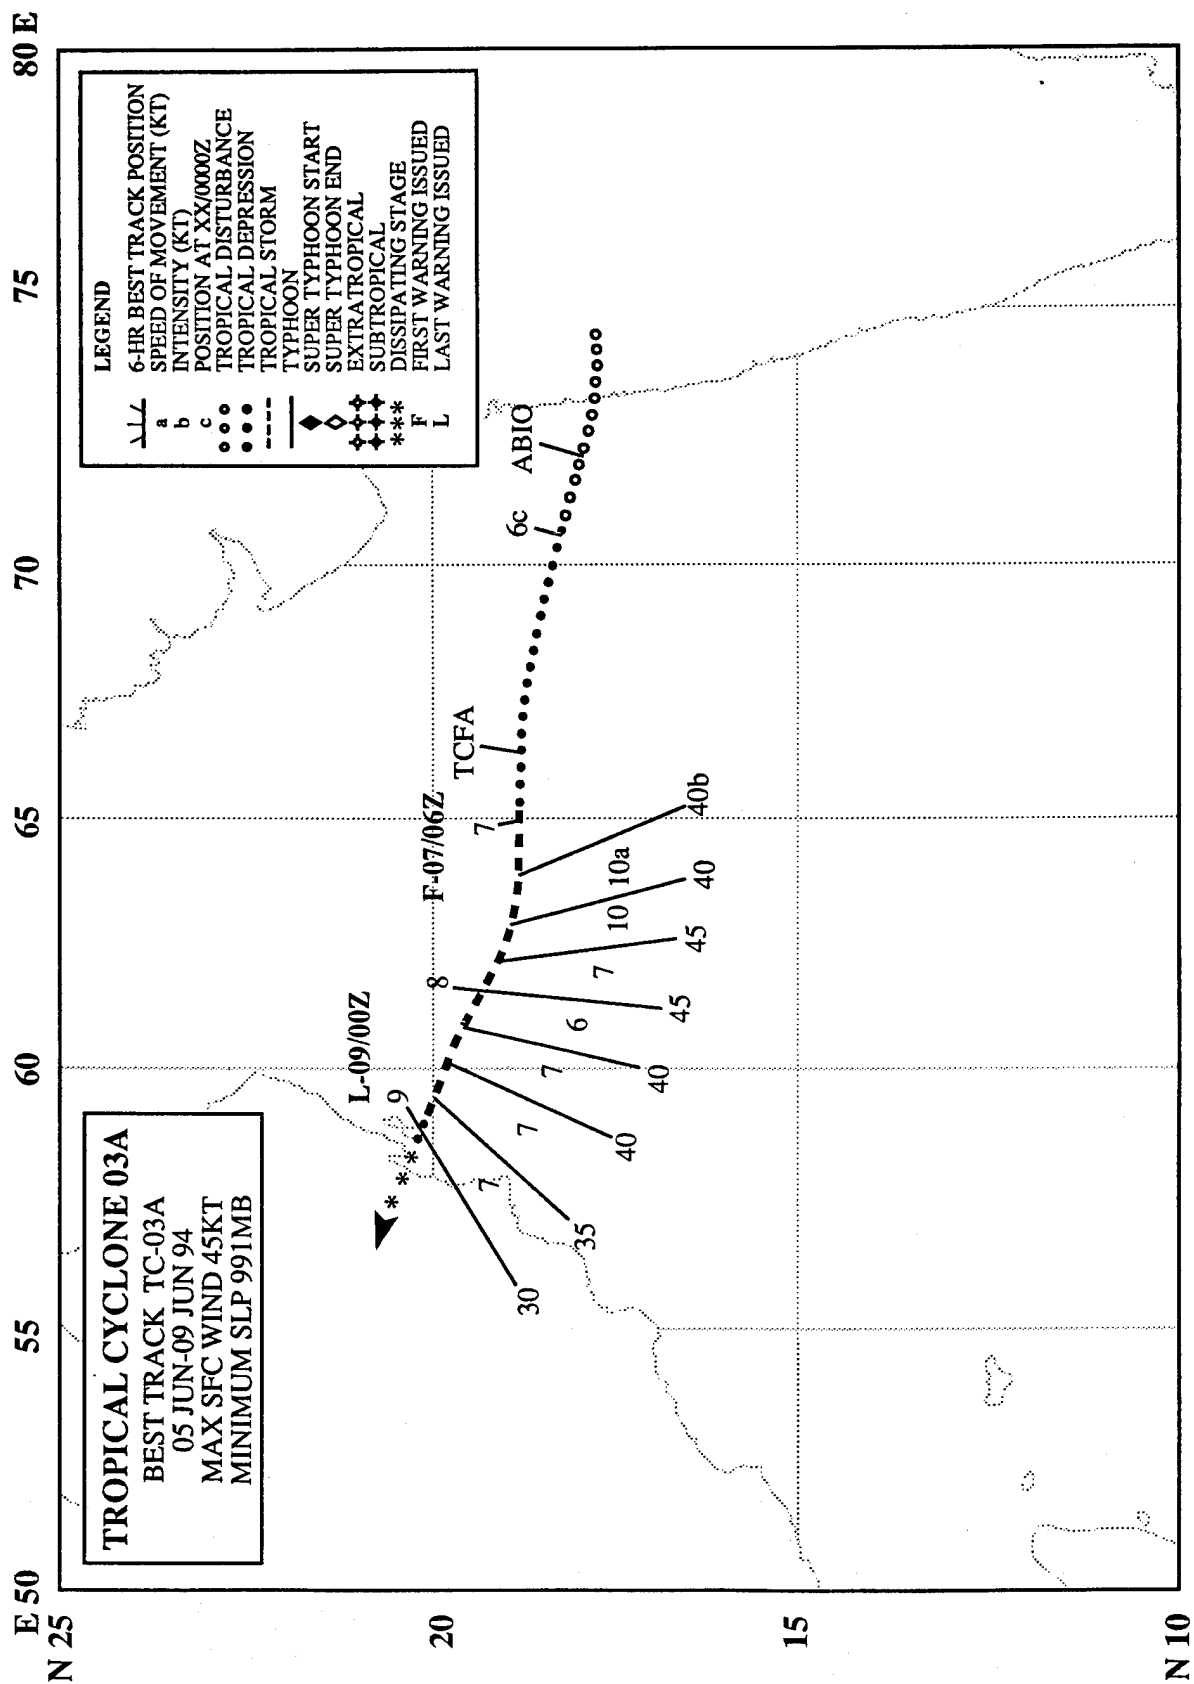 TROPICAL CYCLONE 03A
BEST TRACK TC-03A
05 JUN-09 JUN 94
MAX SFC WIND 45KT
MINIMUM SLP 991MB
LEGEND
6-HR BEST TRACK POSITION
a SPEED OF MOVEMENT (KT)
b INTENSITY (KT)
c POSITION AT XX/0000Z
TROPICAL DISTURBANCE
TROPICAL DEPRESSION
TROPICAL STORM
TYPHOON
SUPER TYPHOON START
SUPER TYPHOON END
EXTRATROPICAL
SUBTROPICAL
*** DISSIPATING STAGE
F FIRST WARNING ISSUED
L LAST WARNING ISSUED
E 50
55
60
65
70
75
80 E
N 25
20
15
N 10
L-09/00Z
9
8
F-07/06Z
7
TCFA
6c
ABIO
30
35
40
40
45
45
40
40b
7
7
7
6
7
10
10a